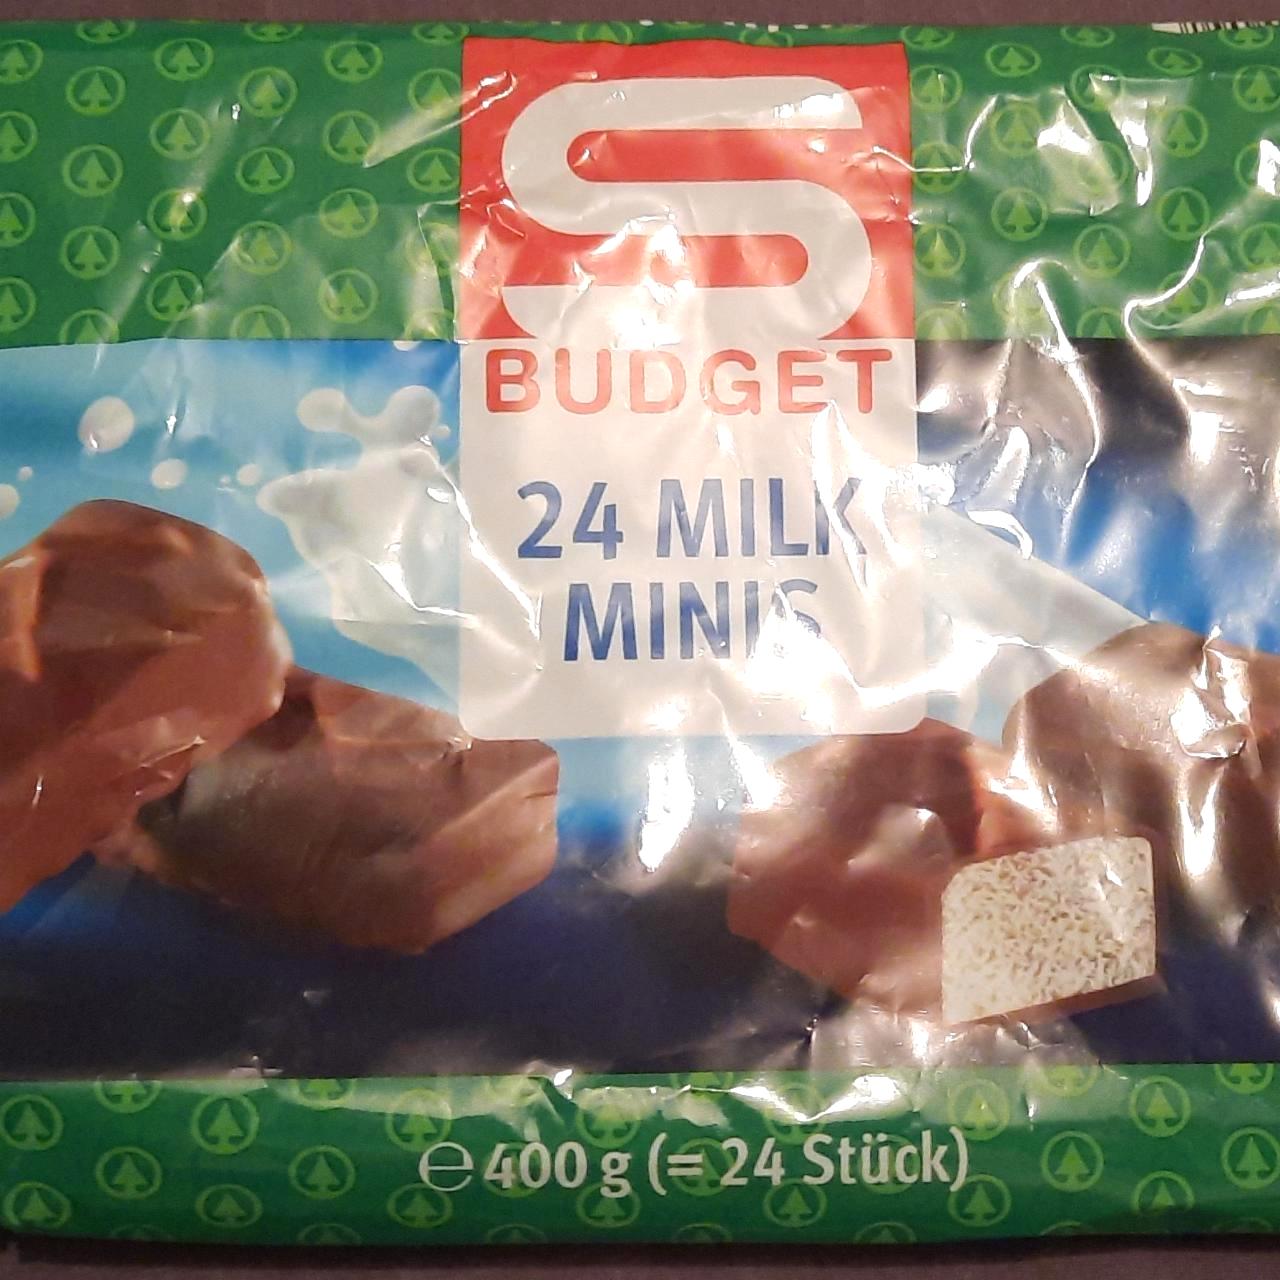 BUDGET
24 MILK
MINIS
℮ 400 g (= 24 Stück)